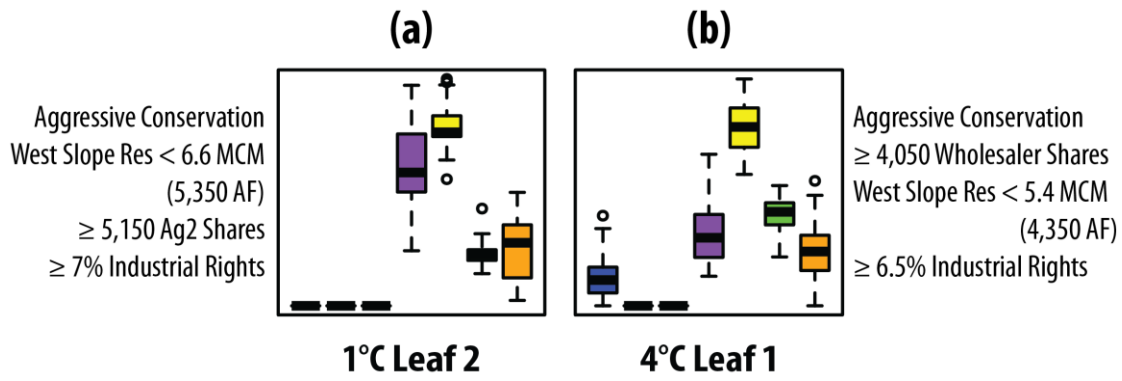 (a)
(b)
Aggressive Conservation
West Slope Res < 6.6 MCM
(5,350 AF)
≥ 5,150 Ag2 Shares
≥ 7% Industrial Rights
Aggressive Conservation
≥ 4,050 Wholesaler Shares
West Slope Res < 5.4 MCM
(4,350 AF)
≥ 6.5% Industrial Rights
1°C Leaf 2
4°C Leaf 1